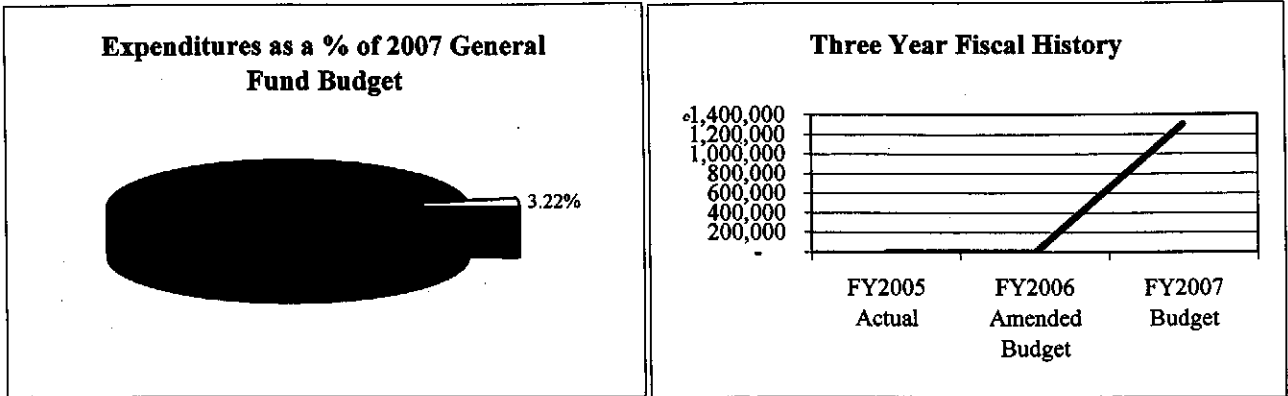 Expenditures as a % of 2007 General
Fund Budget
3.22%
Three Year Fiscal History
1,400,000
1,200,000
1,000,000
800,000
600,000
400,000
200,000
-
FY2005
Actual
FY2006
Amended
Budget
FY2007
Budget